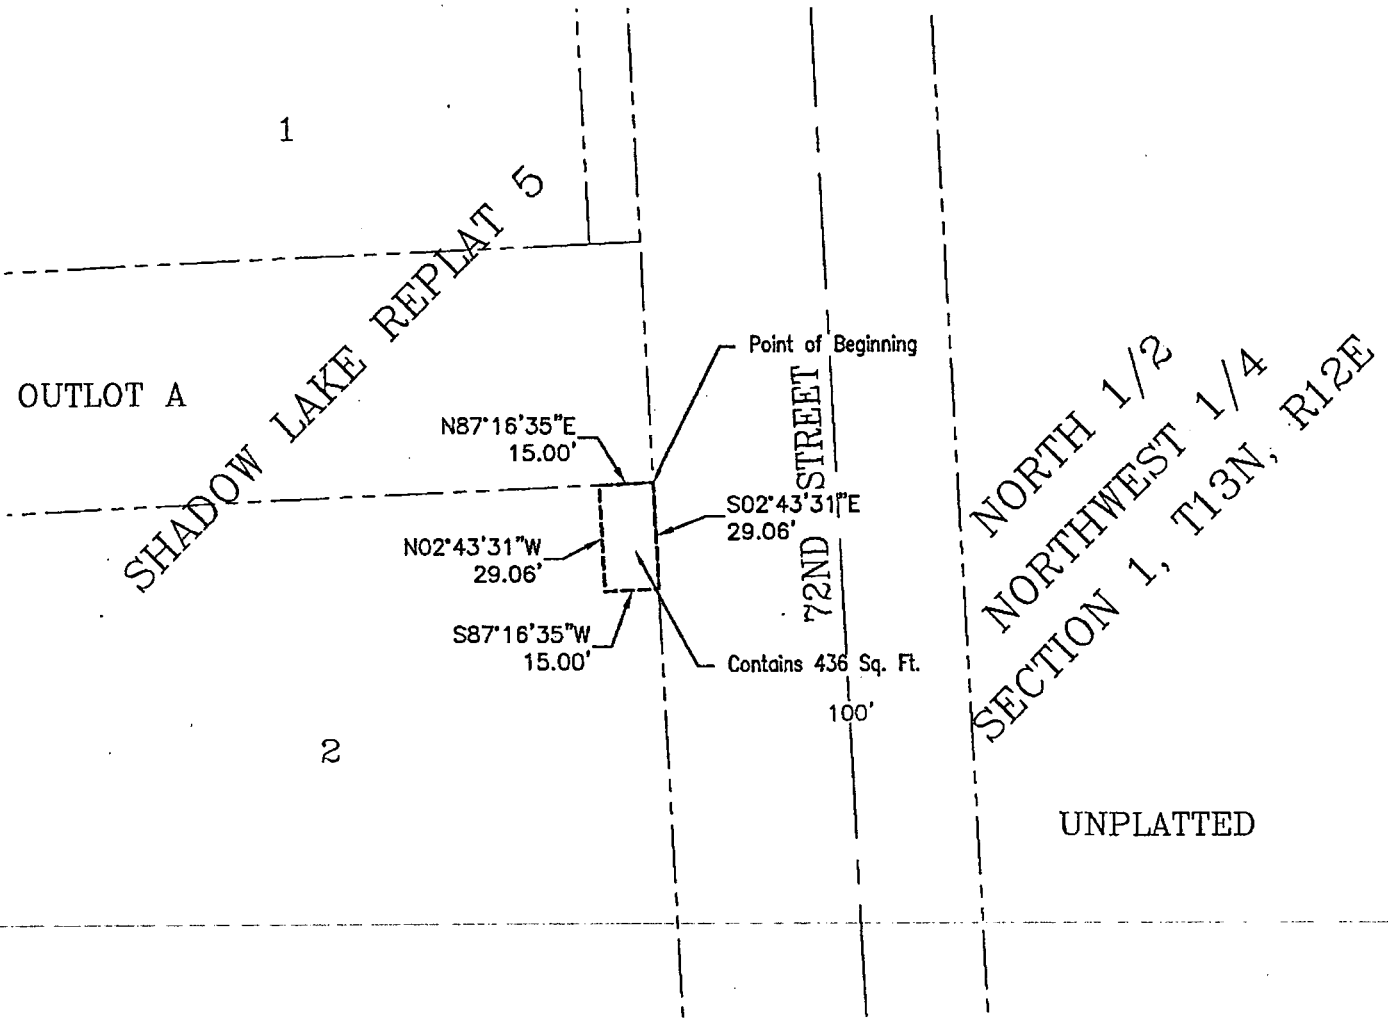 1
SHADOW LAKE REPLAT 5
OUTLOT A
Point of Beginning
N87°16'35"E
15.00'
S02°43'31"E
29.06'
N02°43'31"W
29.06'
S87°16'35"W
15.00'
Contains 436 Sq. Ft.
72ND STREET
100'
NORTH 1/2
NORTHWEST 1/4
SECTION 1, T13N, R12E
2
UNPLATTED